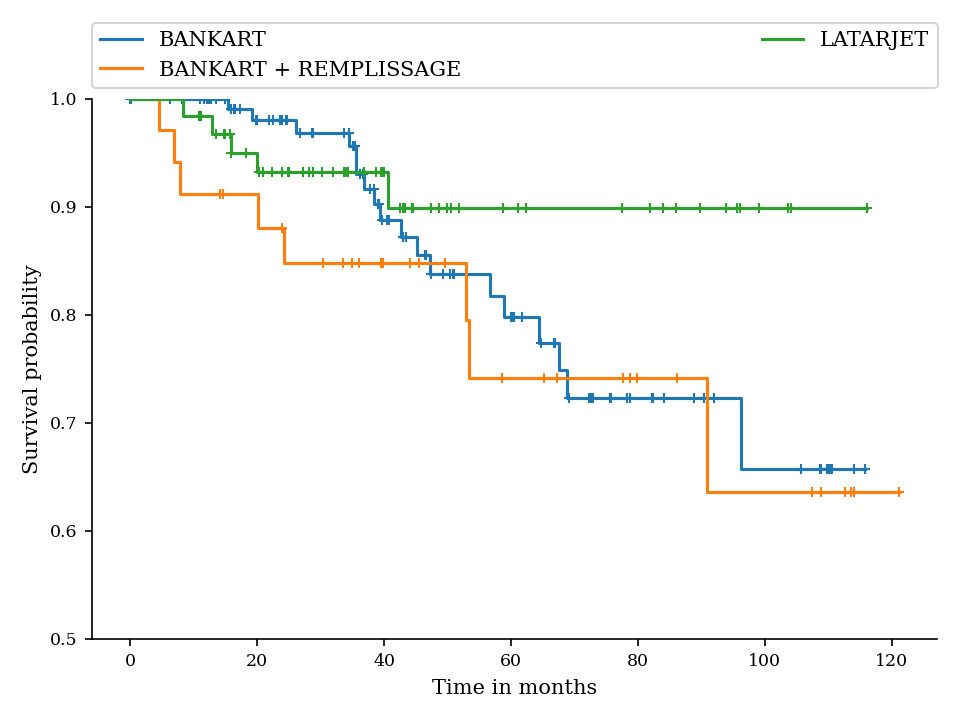 BANKART
BANKART + REMPLISSAGE
LATARJET
1.0
0.9
0.8
0.7
0.6
0.5
Survival probability
0 20 40 60 80 100 120
Time in months